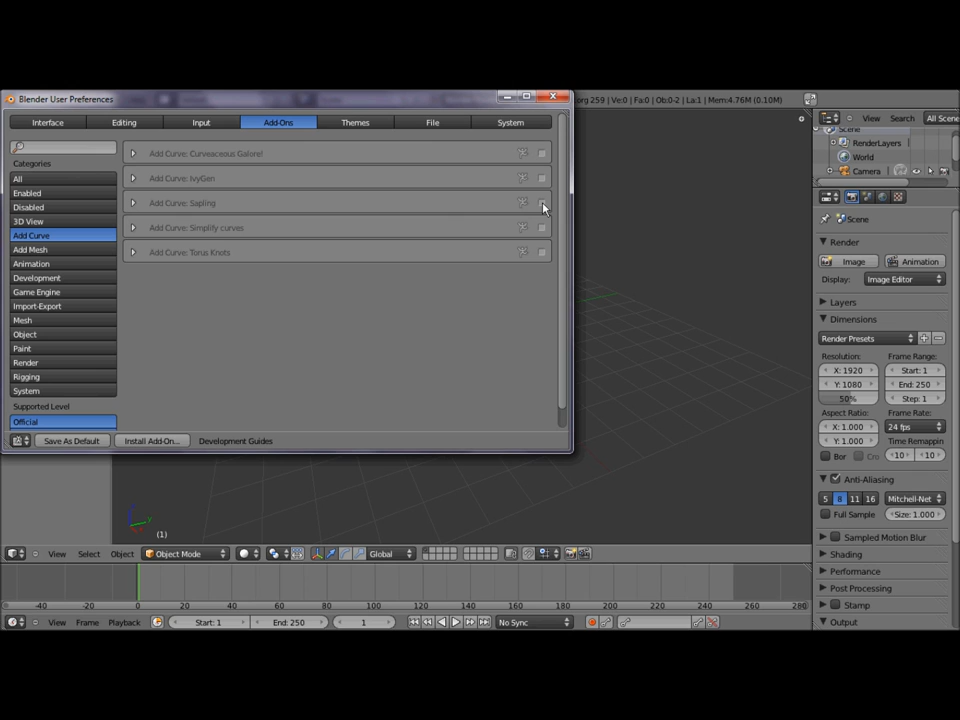 Blender User Preferences
.org 259 | Ve:0 | Fa:0 | Ob:0-2 | La:1 | Mem:4.76M (0.10M)
Interface Editing Input Add-Ons Themes File System
View Search All Scene
Scene
RenderLayers
World
Camera
Categories
All
Enabled
Disabled
3D View
Add Curve
Add Mesh
Animation
Development
Game Engine
Import-Export
Mesh
Object
Paint
Render
Rigging
System
Supported Level
Official
Add Curve: Curveaceous Galore!
Add Curve: IvyGen
Add Curve: Sapling
Add Curve: Simplify curves
Add Curve: Torus Knots
Save As Default Install Add-On... Development Guides
Scene
Render
Image Animation
Display: Image Editor
Layers
Dimensions
Render Presets
Resolution: Frame Range:
X: 1920 Start: 1
Y: 1080 End: 250
50% Step: 1
Aspect Ratio: Frame Rate:
X: 1.000 24 fps
Y: 1.000 Time Remappin
Bor Cro 10 10
Anti-Aliasing
5 8 11 16 Mitchell-Net
Full Sample Size: 1.000
Sampled Motion Blur
Shading
Performance
Post Processing
Stamp
Output
(1)
View Select Object Object Mode Global
-40 -20 0 20 40 60 80 100 120 140 160 180 200 220 240 260 280
View Frame Playback Start: 1 End: 250 1 No Sync